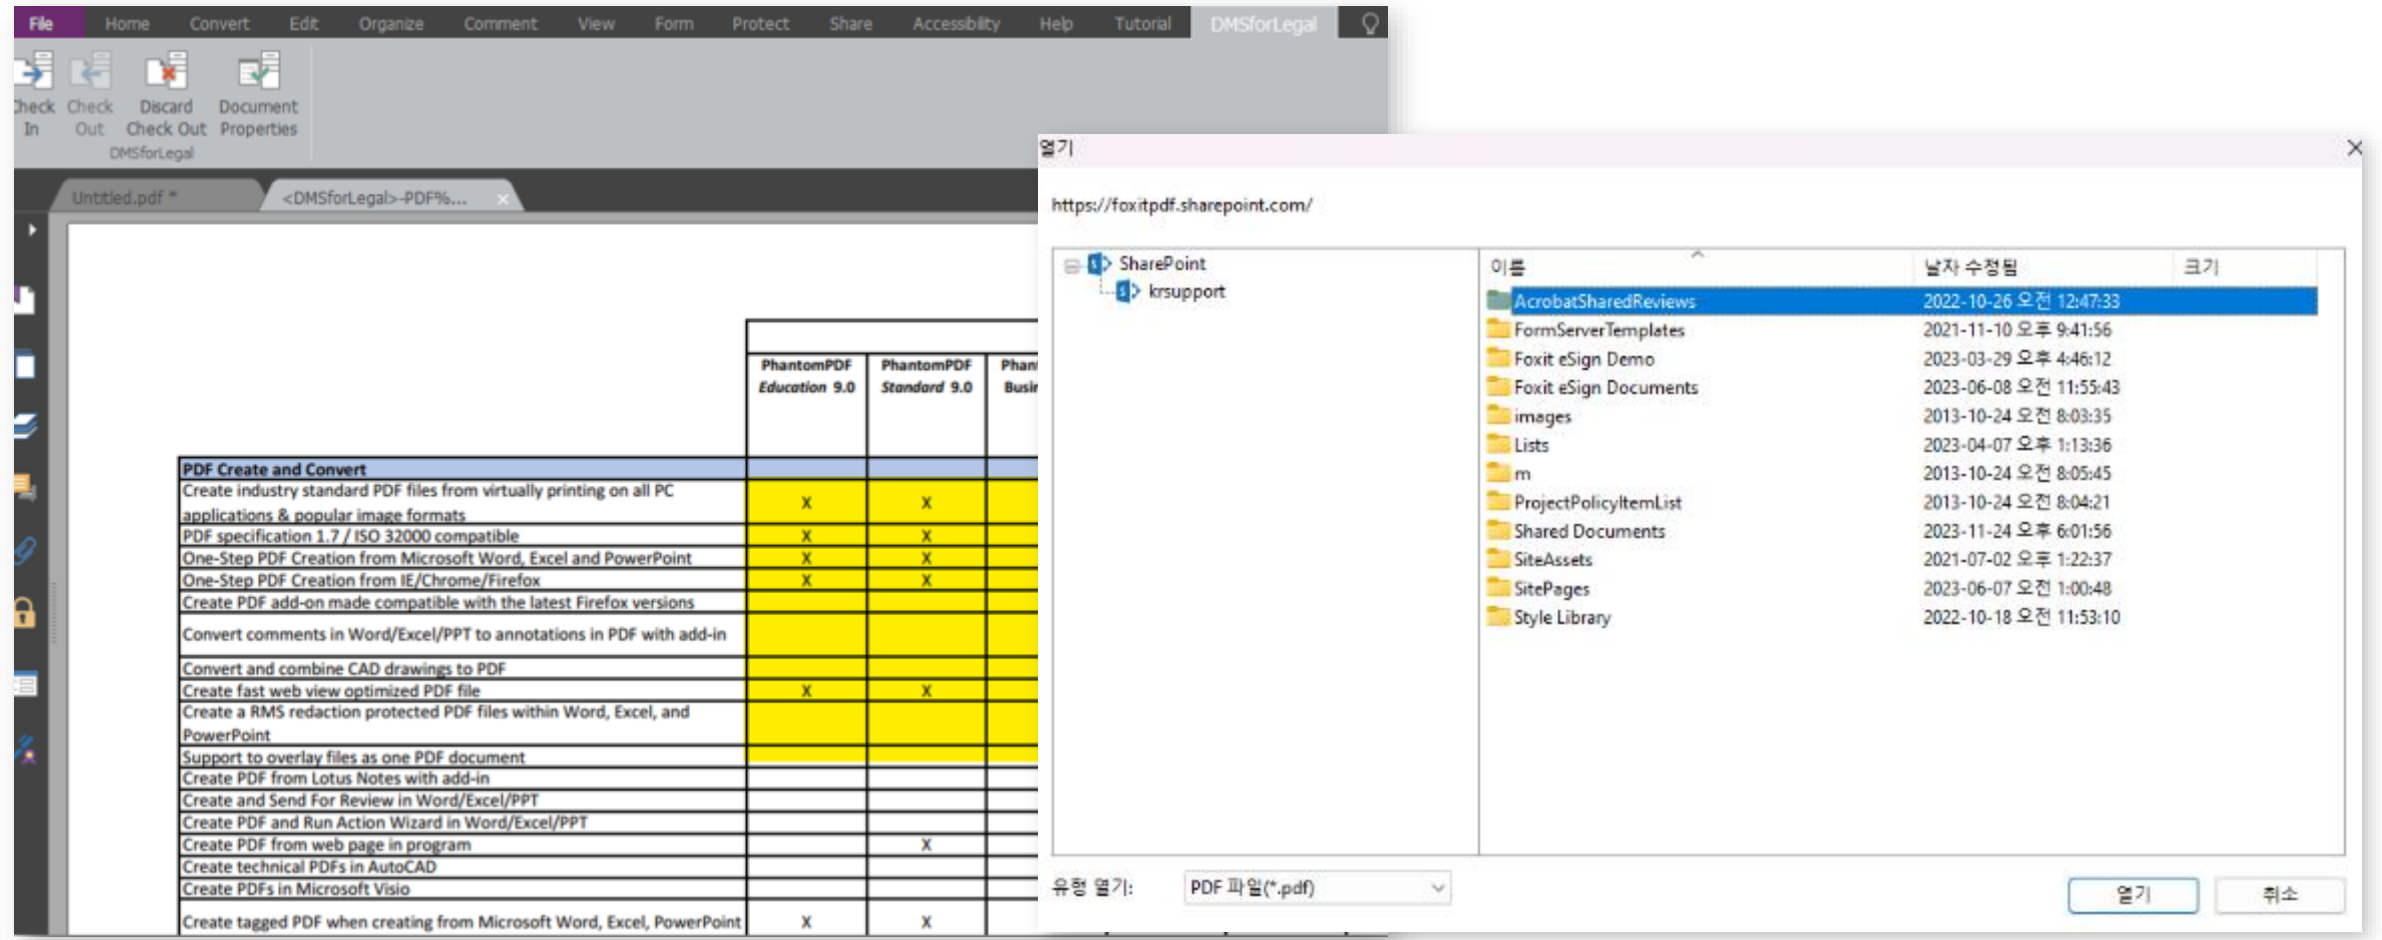 File Home Convert Edit Organize Comment View Form Protect Share Accessibility Help Tutorial DMSforLegal
Check Check Discard Document
In Out Check Out Properties
DMSforLegal
Untitled.pdf * <DMSforLegal>-PDF%...
PhantomPDF PhantomPDF
Education 9.0 Standard 9.0
PDF Create and Convert
Create industry standard PDF files from virtually printing on all PC
applications & popular image formats X X
PDF specification 1.7 / ISO 32000 compatible X X
One-Step PDF Creation from Microsoft Word, Excel and PowerPoint X X
One-Step PDF Creation from IE/Chrome/Firefox X X
Create PDF add-on made compatible with the latest Firefox versions
Convert comments in Word/Excel/PPT to annotations in PDF with add-in
Convert and combine CAD drawings to PDF
Create fast web view optimized PDF file X X
Create a RMS redaction protected PDF files within Word, Excel, and
PowerPoint
Support to overlay files as one PDF document
Create PDF from Lotus Notes with add-in
Create and Send For Review in Word/Excel/PPT
Create PDF and Run Action Wizard in Word/Excel/PPT
Create PDF from web page in program X
Create technical PDFs in AutoCAD
Create PDFs in Microsoft Visio
Create tagged PDF when creating from Microsoft Word, Excel, PowerPoint X X
열기
https://foxitpdf.sharepoint.com/
SharePoint
krsupport
이름 날자 수정됨 크기
AcrobatSharedReviews 2022-10-26 오전 12:47:33
FormServerTemplates 2021-11-10 오후 9:41:56
Foxit eSign Demo 2023-03-29 오후 4:46:12
Foxit eSign Documents 2023-06-08 오전 11:55:43
images 2013-10-24 오전 8:03:35
Lists 2023-04-07 오후 1:13:36
m 2013-10-24 오전 8:05:45
ProjectPolicyItemList 2013-10-24 오전 8:04:21
Shared Documents 2023-11-24 오후 6:01:56
SiteAssets 2021-07-02 오후 1:22:37
SitePages 2023-06-07 오전 1:00:48
Style Library 2022-10-18 오전 11:53:10
유형 열기: PDF 파일(*.pdf)
열기 취소